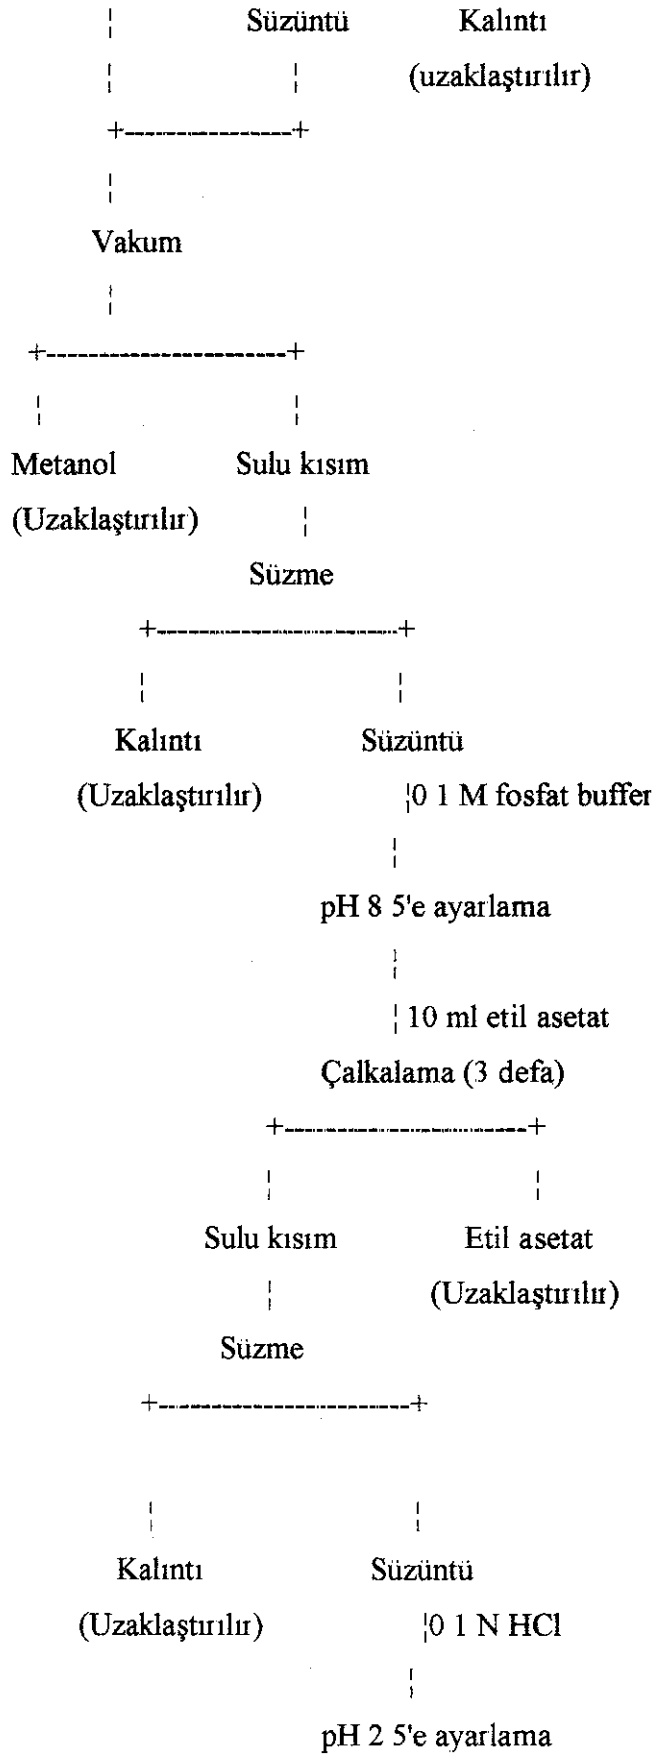 Süzüntü Kalıntı
(uzaklaştırılır)
Vakum
Metanol Sulu kısım
(Uzaklaştırılır)
Süzme
Kalıntı Süzüntü
(Uzaklaştırılır) 0 1 M fosfat buffer
pH 8 5'e ayarlama
10 ml etil asetat
Çalkalama (3 defa)
Sulu kısım Etil asetat
(Uzaklaştırılır)
Süzme
Kalıntı Süzüntü
(Uzaklaştırılır) 0 1 N HCl
pH 2 5'e ayarlama